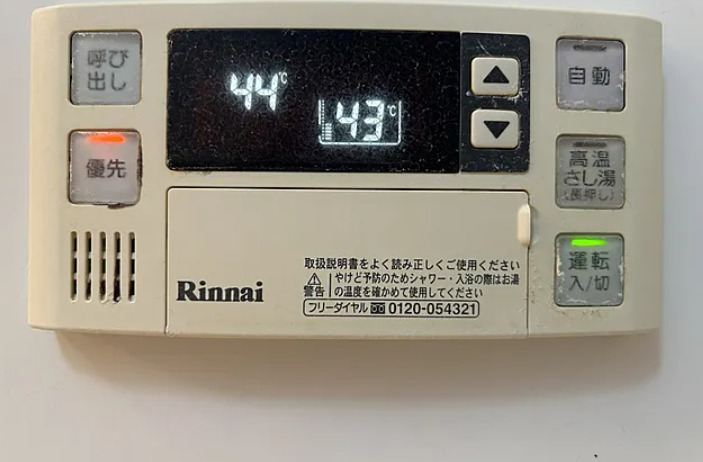 呼び
出し
優先
44℃
43℃
▲
▼
自動
高温
さし湯
(長押し)
運転
入/切
取扱説明書をよく読み正しくご使用ください
⚠ やけど予防のためシャワー・入浴の際はお湯
警告 の温度を確かめて使用してください
フリーダイヤル 0120-054321
Rinnai